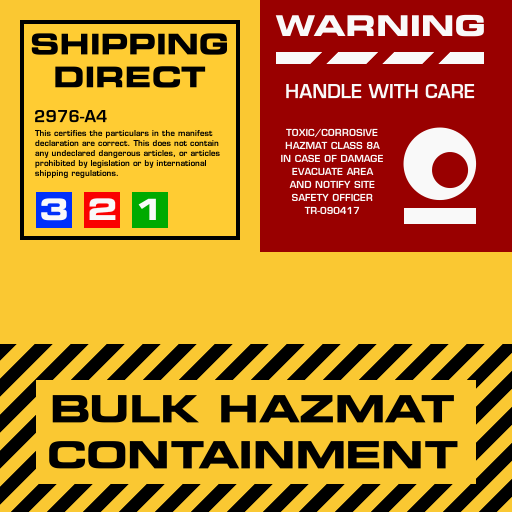 SHIPPING
DIRECT
2976-A4
This certifies the particulars in the manifest
declaration are correct. This does not contain
any undeclared dangerous articles, or articles
prohibited by legislation or by international
shipping regulations.
3 2 1
WARNING
HANDLE WITH CARE
TOXIC/CORROSIVE
HAZMAT CLASS 8A
IN CASE OF DAMAGE
EVACUATE AREA
AND NOTIFY SITE
SAFETY OFFICER
TR-090417
BULK HAZMAT
CONTAINMENT